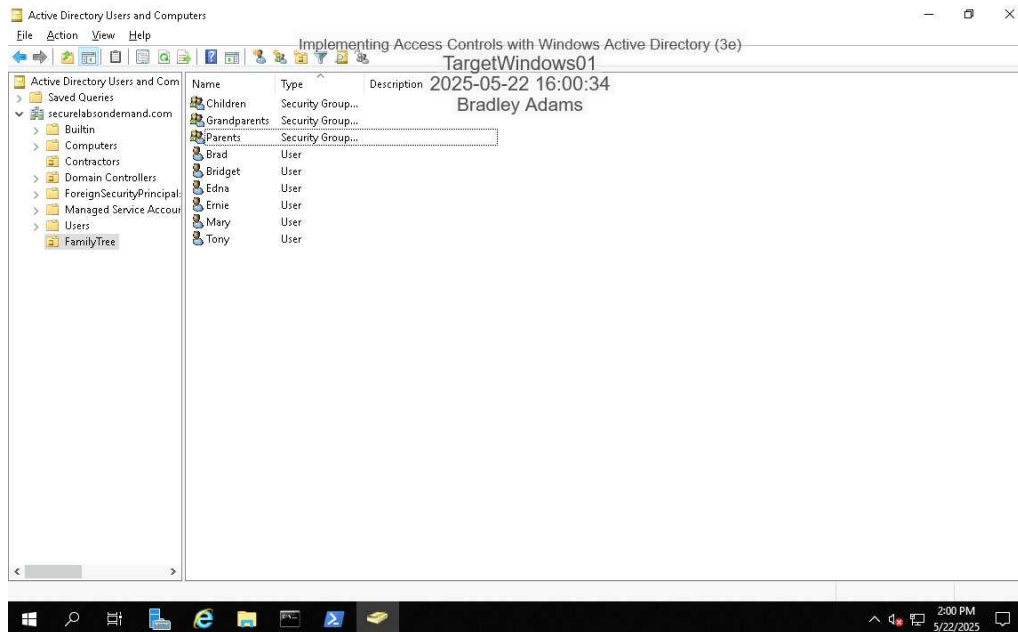 Active Directory Users and Computers
File Action View Help
Implementing Access Controls with Windows Active Directory (3e)
TargetWindows01
2025-05-22 16:00:34
Bradley Adams
Active Directory Users and Com
Saved Queries
securelabsondemand.com
Builtin
Computers
Contractors
Domain Controllers
ForeignSecurityPrincipals
Managed Service Accour
Users
FamilyTree
Name Type Description
Children Security Group...
Grandparents Security Group...
Parents Security Group...
Brad User
Bridget User
Edna User
Ernie User
Mary User
Tony User
2:00 PM
5/22/2025